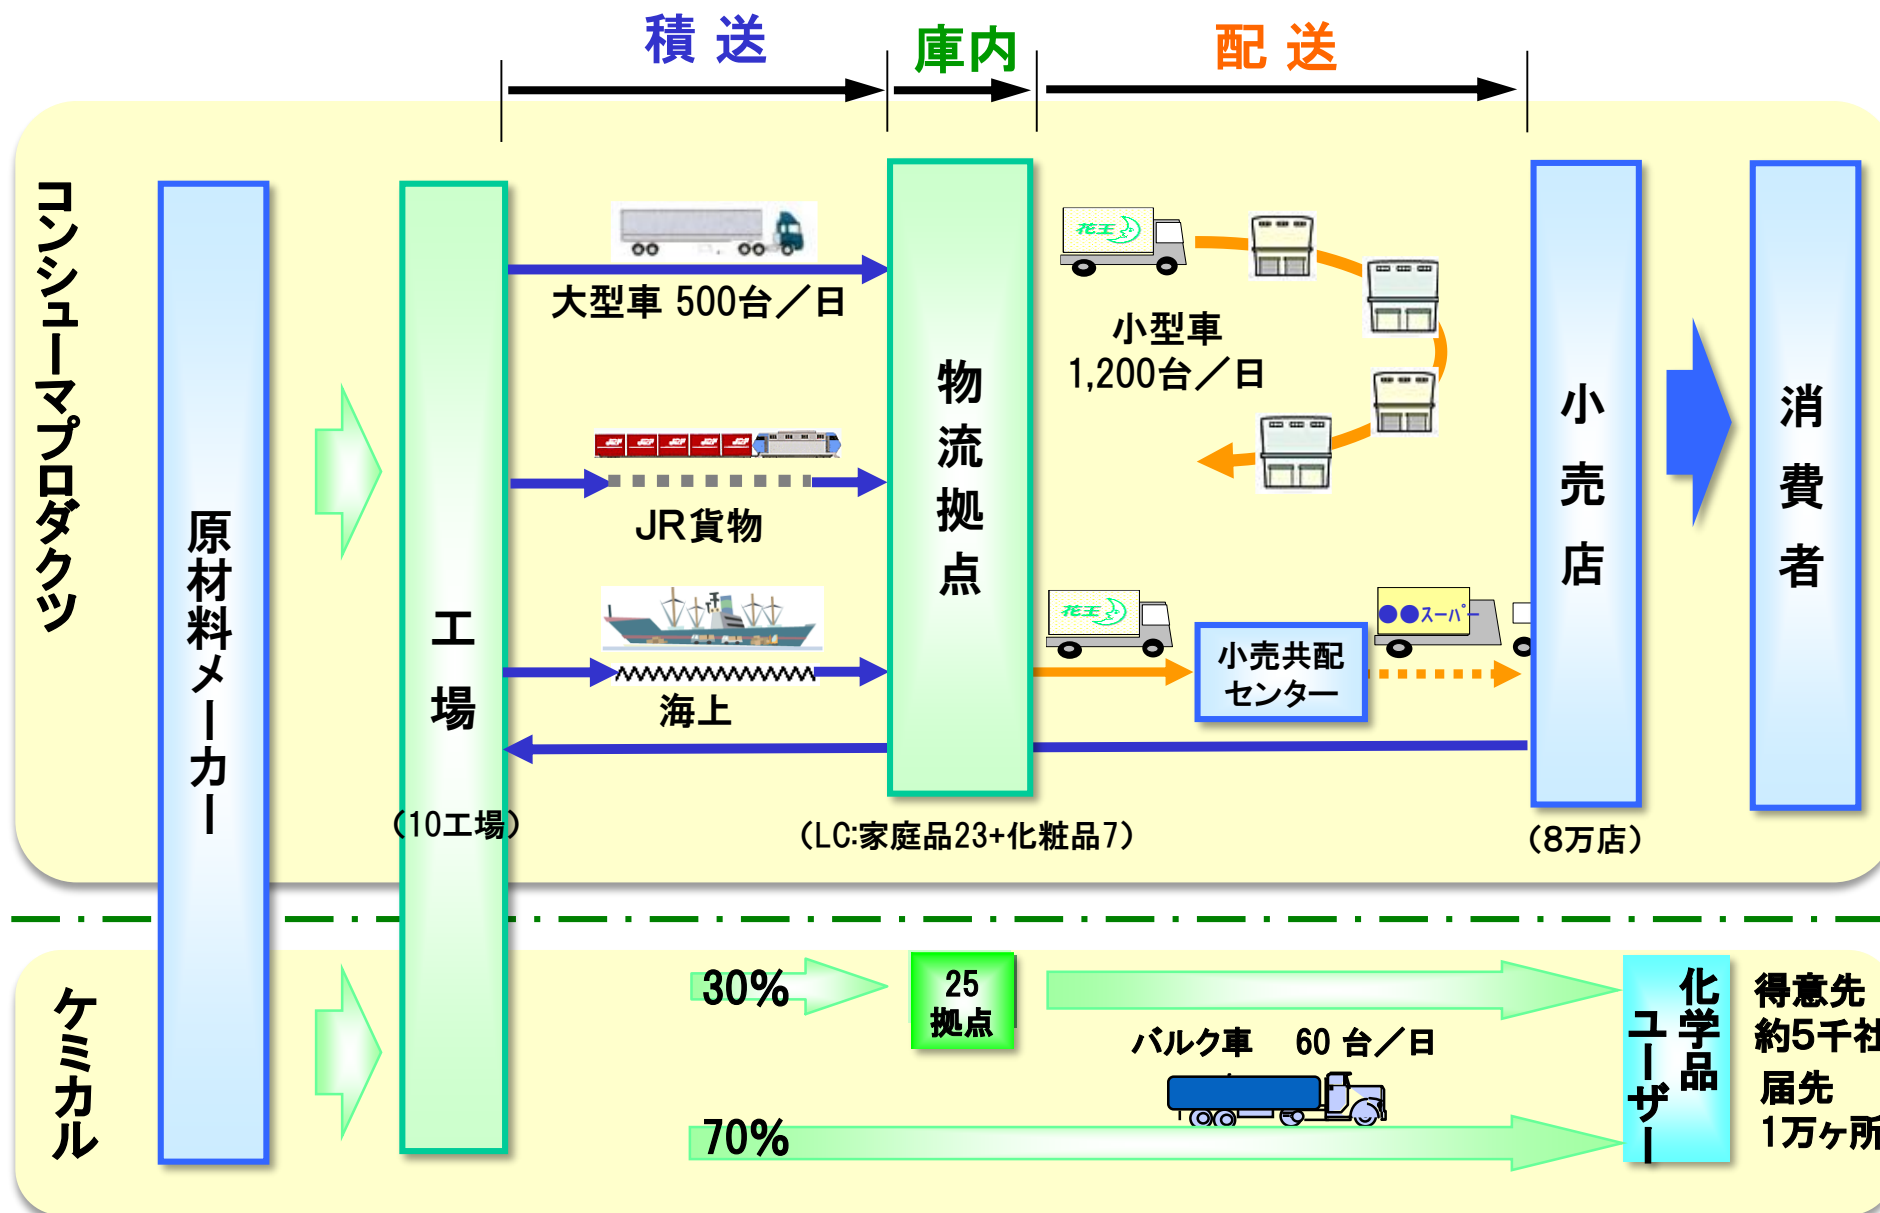 積 送
庫内
配 送
コンシューマプロダクツ
原材料メーカー
工場
(10工場)
大型車 500台／日
JR貨物
海上
物流拠点
(LC:家庭品23+化粧品7)
花王
小型車
1,200台／日
花王
小売共配
センター
●●スーパー
小売店
(8万店)
消費者
ケミカル
30%
25
拠点
バルク車 60 台／日
70%
化学品
ユーザー
得意先
約5千社
届先
1万ヶ所